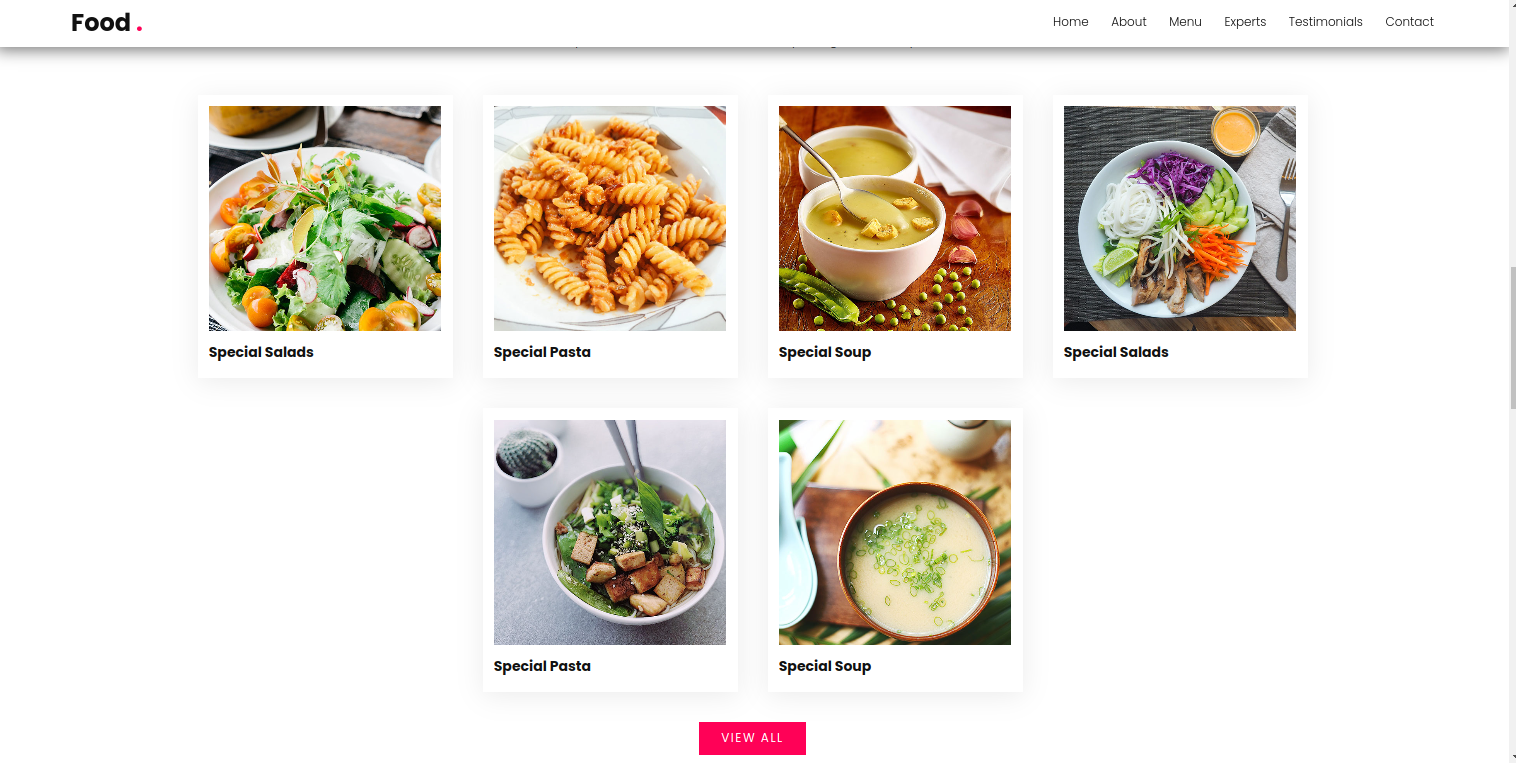 Food .
Home About Menu Experts Testimonials Contact
Special Salads
Special Pasta
Special Soup
Special Salads
Special Pasta
Special Soup
VIEW ALL